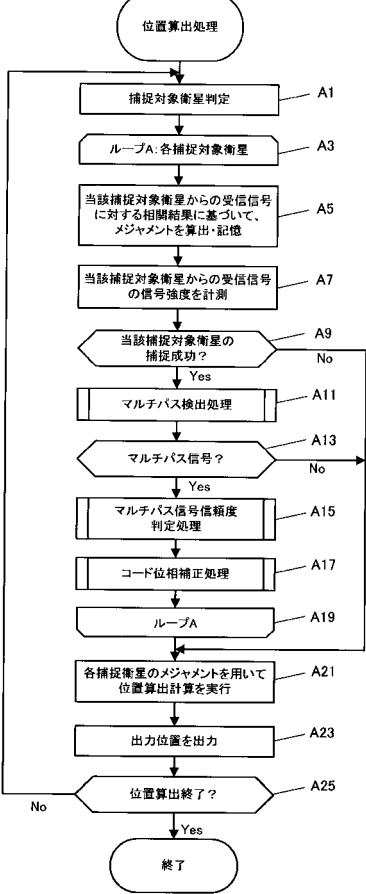 位置算出処理
捕捉対象衛星判定
A1
ループA:各捕捉対象衛星
A3
当該捕捉対象衛星からの受信信号
に対する相関結果に基づいて、
メジャメントを算出・記憶
A5
当該捕捉対象衛星からの受信信号
の信号強度を計測
A7
当該捕捉対象衛星の
捕捉成功?
A9
No
Yes
マルチパス検出処理
A11
マルチパス信号?
A13
No
Yes
マルチパス信号信頼度
判定処理
A15
コード位相補正処理
A17
ループA
A19
各捕捉衛星のメジャメントを用いて
位置算出計算を実行
A21
出力位置を出力
A23
位置算出終了?
A25
No
Yes
終了